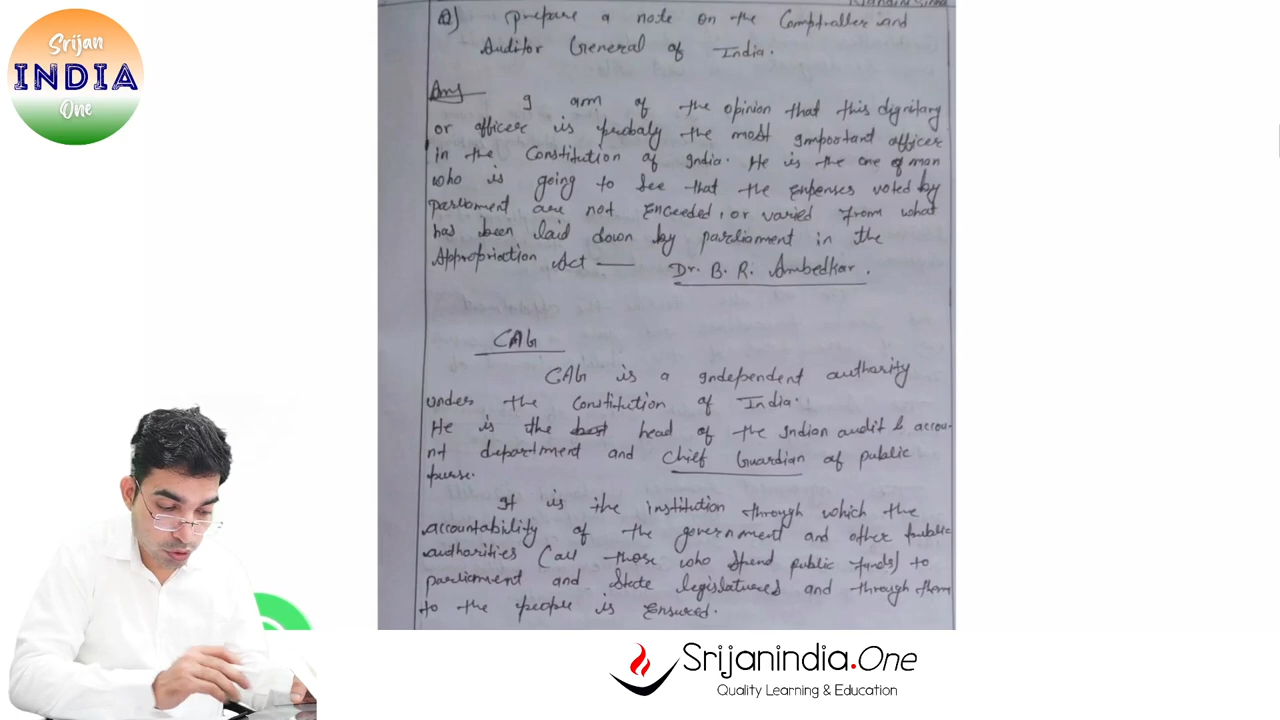 Srijan
INDIA
One
Q) prepare a note on the Comptroller and
Auditor General of India.
Ans
I am of the opinion that this dignitary
or officer is probaly the most Important officer
in the Constitution of India. He is the one of man
who is going to See that the Expenses voted by
parliament are not Exceeded, or varied from what
has been laid down by parliament in the
Appropriation Act — Dr. B. R. Ambedkar.
CAG
CAG is a Independent authority
under the Constitution of India.
He is the head of the Indian audit & accou-
nt department and Chief Guardian of public
purse.
It is the institution through which the
accountability of the government and other public
authorities (all those who spend public funds) to
parliament and State legislatures and through them
to the people is Ensured.
Srijanindia.One
Quality Learning & Education